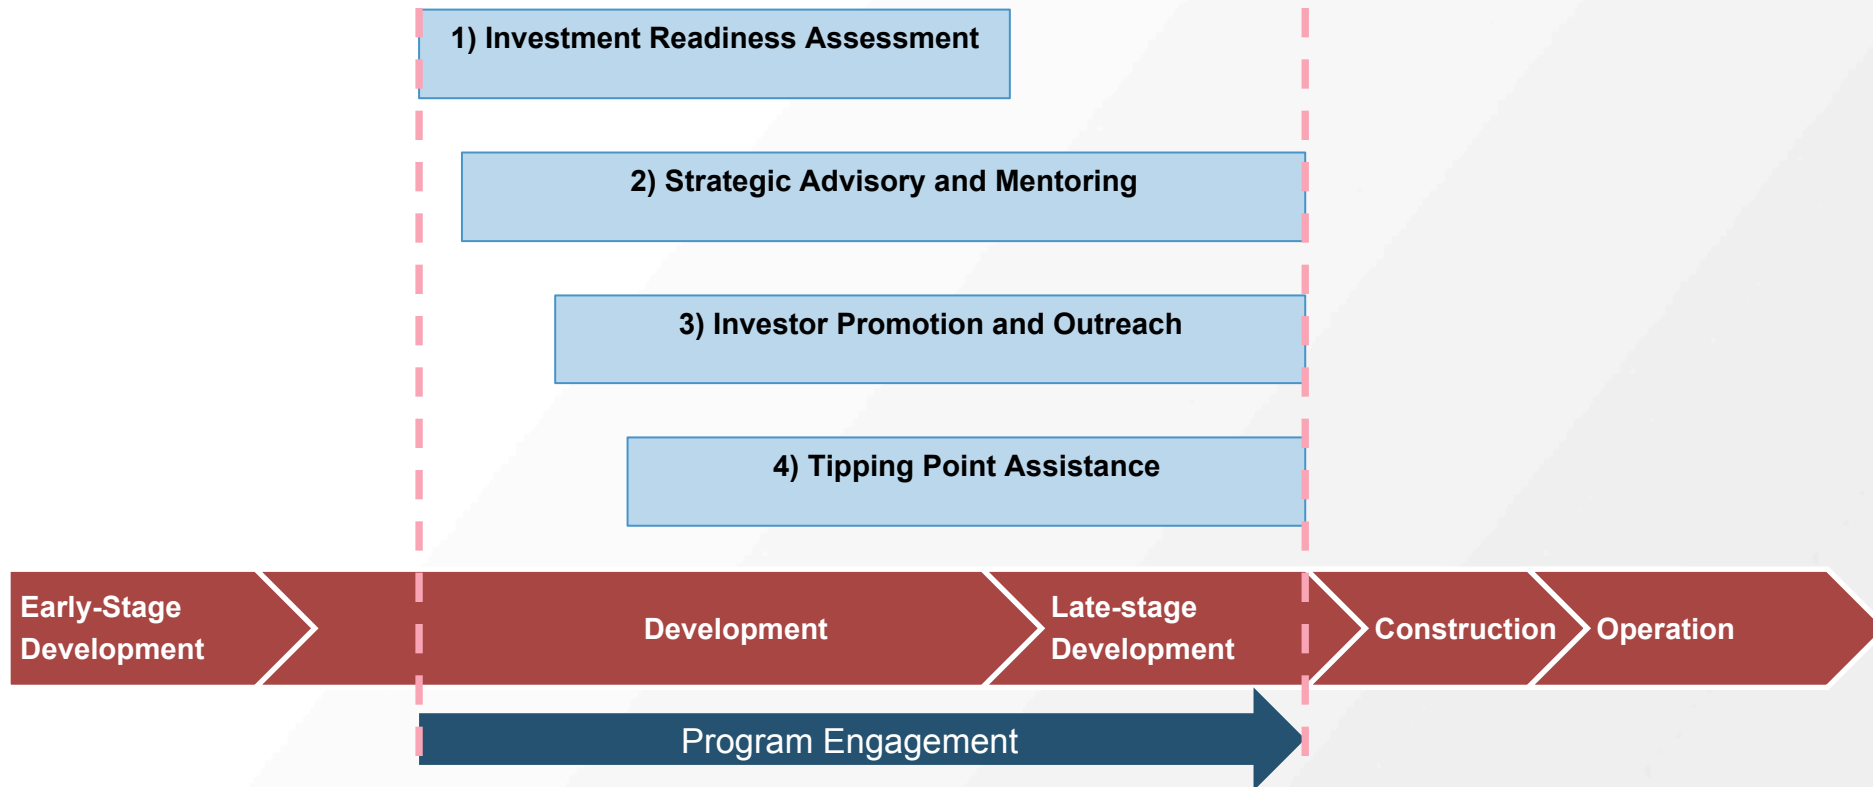 1) Investment Readiness Assessment
2) Strategic Advisory and Mentoring
3) Investor Promotion and Outreach
4) Tipping Point Assistance
Early-Stage
Development
Development
Late-stage
Development
Construction
Operation
Program Engagement